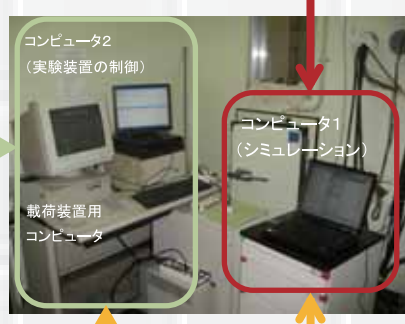 コンピュータ2
（実験装置の制御）
コンピュータ1
（シミュレーション）
載荷装置用
コンピュータ